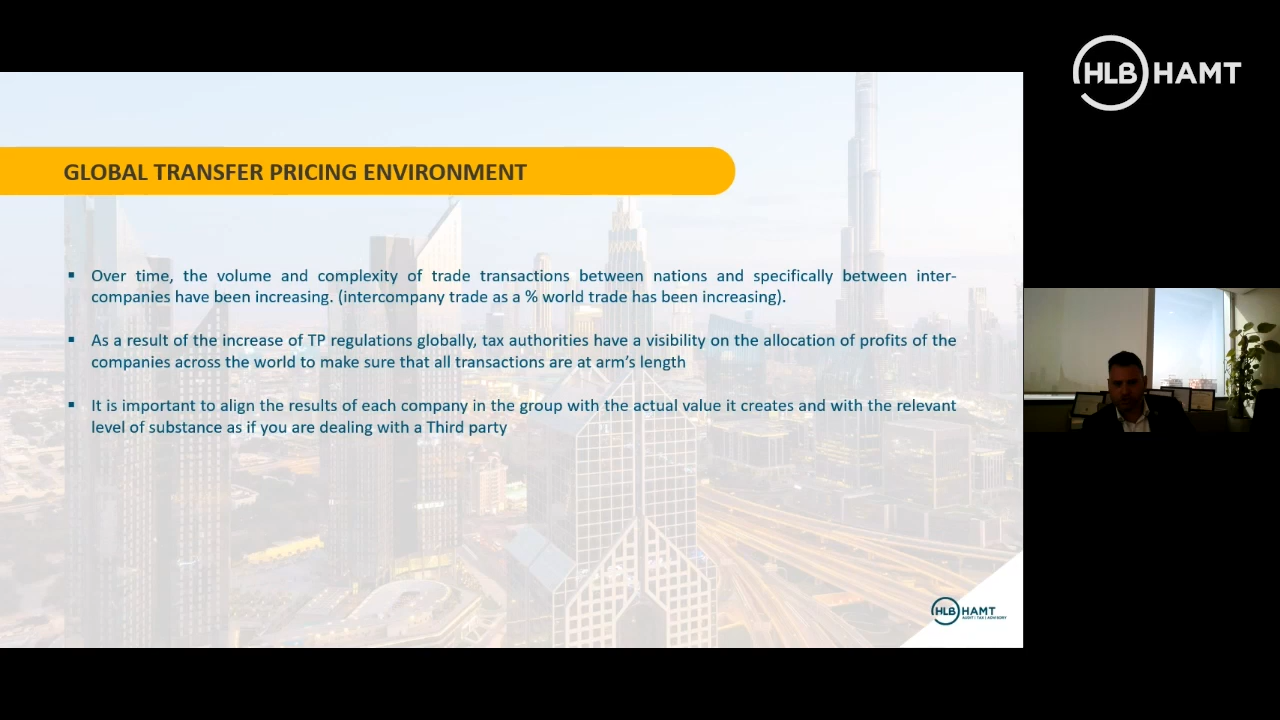 HLB HAMT
GLOBAL TRANSFER PRICING ENVIRONMENT
▪ Over time, the volume and complexity of trade transactions between nations and specifically between inter-
companies have been increasing. (intercompany trade as a % world trade has been increasing).
▪ As a result of the increase of TP regulations globally, tax authorities have a visibility on the allocation of profits of the
companies across the world to make sure that all transactions are at arm's length
▪ It is important to align the results of each company in the group with the actual value it creates and with the relevant
level of substance as if you are dealing with a Third party
HLB HAMT
AUDIT | TAX | ADVISORY